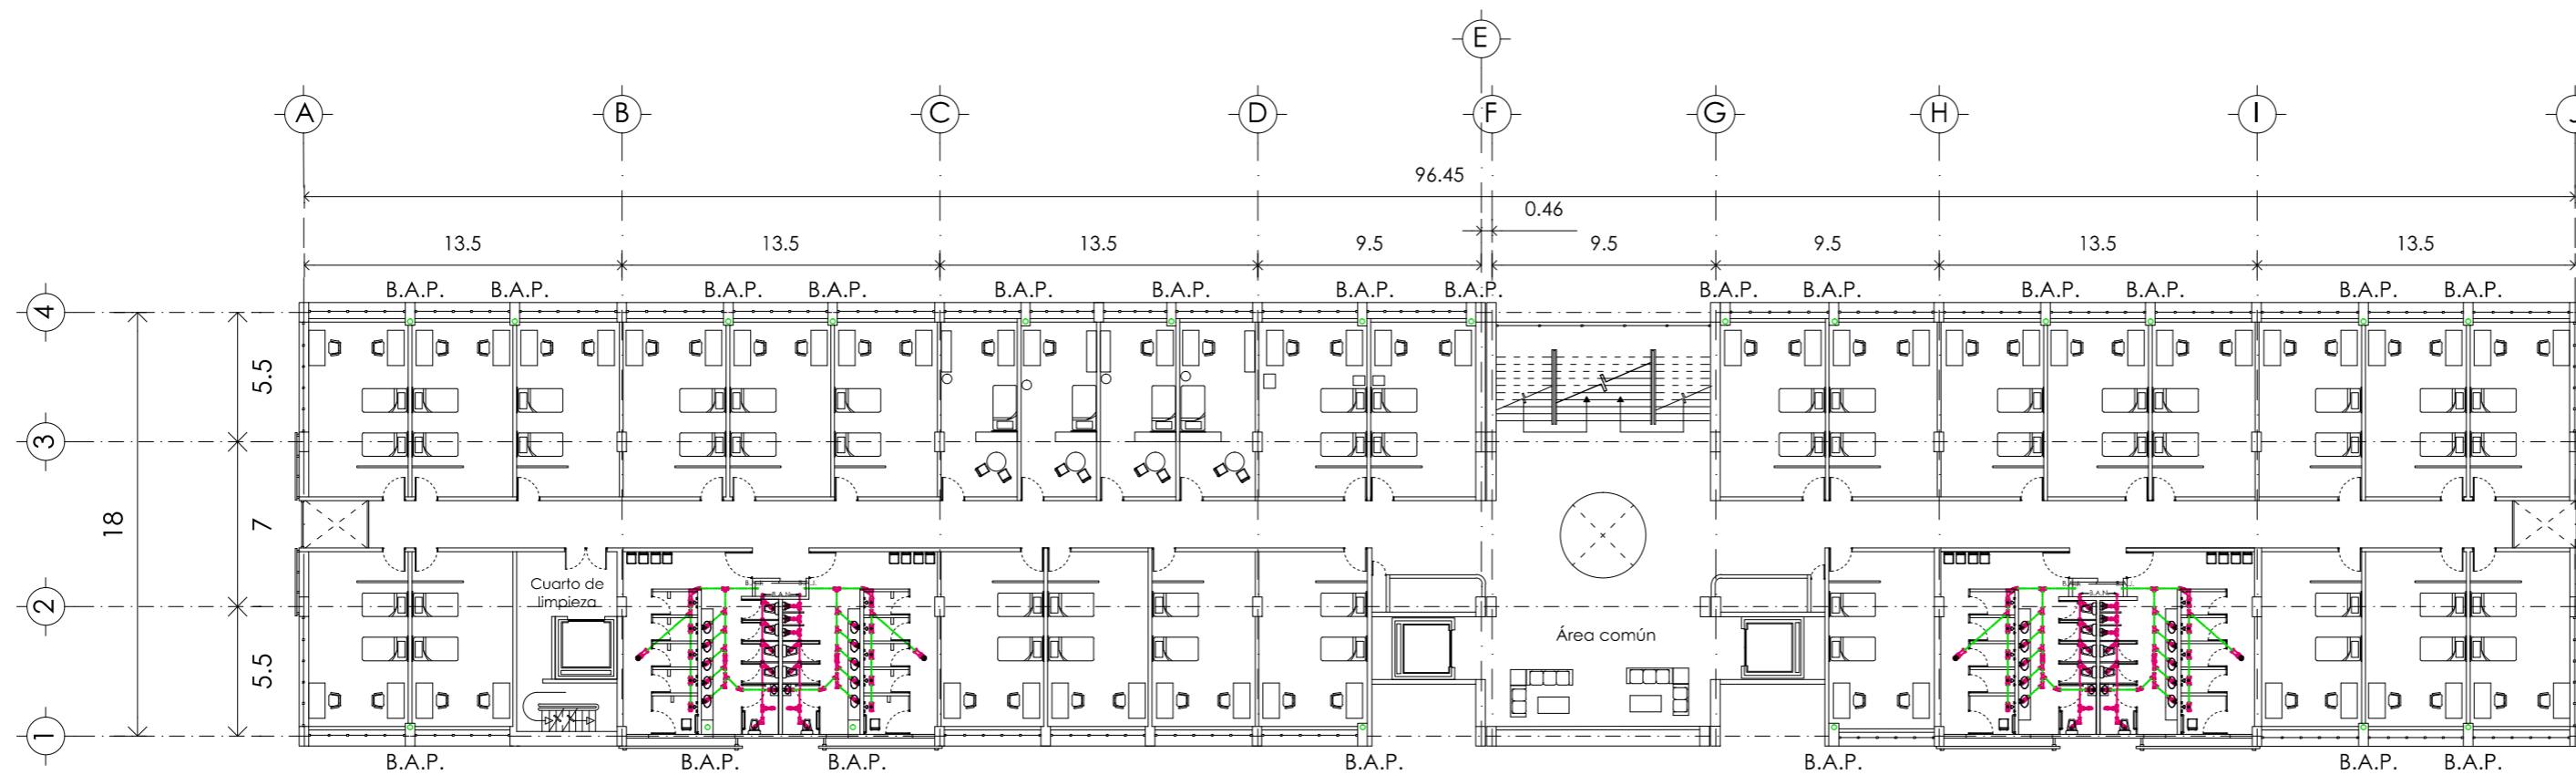 E
A B C D F G H I J
96.45
0.46
13.5 13.5 13.5 9.5 9.5 9.5 13.5 13.5
B.A.P. B.A.P. B.A.P. B.A.P. B.A.P. B.A.P. B.A.P. B.A.P. B.A.P. B.A.P. B.A.P. B.A.P. B.A.P. B.A.P.
4
5.5
3
18
7
Cuarto de
limpieza
B.A.N.
B.A.N.
2
Área común
5.5
1
B.A.P. B.A.P. B.A.P. B.A.P. B.A.P. B.A.P. B.A.P.